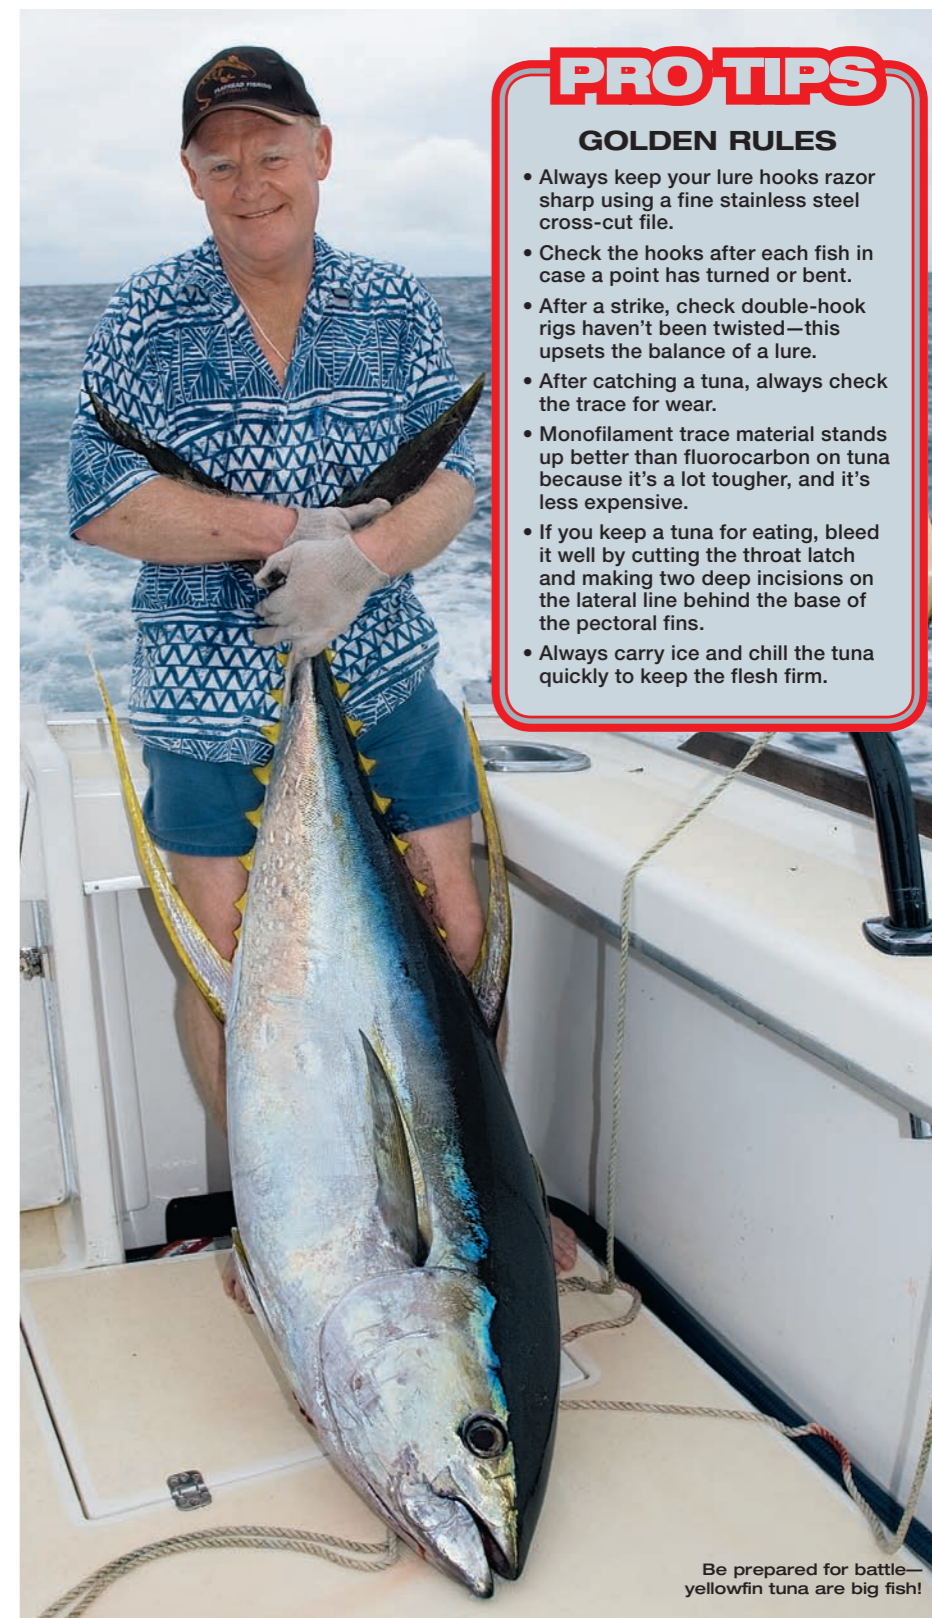 FLATHEAD FISHING
AUSTRALIA
PRO TIPS
GOLDEN RULES
• Always keep your lure hooks razor
sharp using a fine stainless steel
cross-cut file.
• Check the hooks after each fish in
case a point has turned or bent.
• After a strike, check double-hook
rigs haven't been twisted—this
upsets the balance of a lure.
• After catching a tuna, always check
the trace for wear.
• Monofilament trace material stands
up better than fluorocarbon on tuna
because it's a lot tougher, and it's
less expensive.
• If you keep a tuna for eating, bleed
it well by cutting the throat latch
and making two deep incisions on
the lateral line behind the base of
the pectoral fins.
• Always carry ice and chill the tuna
quickly to keep the flesh firm.
Be prepared for battle—
yellowfin tuna are big fish!